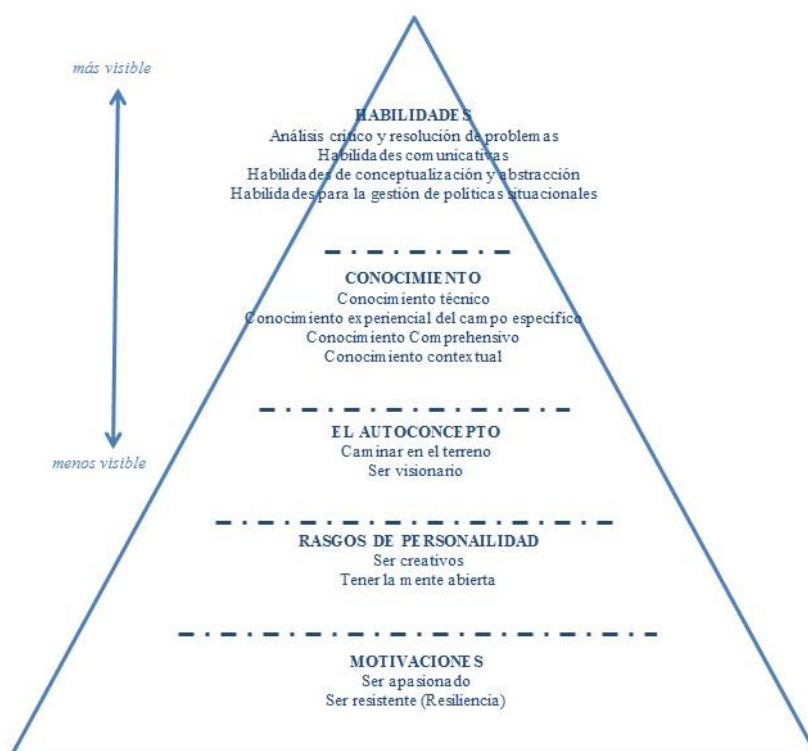 más visible
HABILIDADES
Análisis crítico y resolución de problemas
Habilidades comunicativas
Habilidades de conceptualización y abstracción
Habilidades para la gestión de políticas situacionales
CONOCIMIENTO
Conocimiento técnico
Conocimiento experiencial del campo específico
Conocimiento Comprehensivo
Conocimiento contextual
EL AUTOCONCEPTO
Caminar en el terreno
menos visible
Ser visionario
RASGOS DE PERSONAILIDAD
Ser creativos
Tener la mente abierta
MOTIVACIONES
Ser apasionado
Ser resistente (Resiliencia)